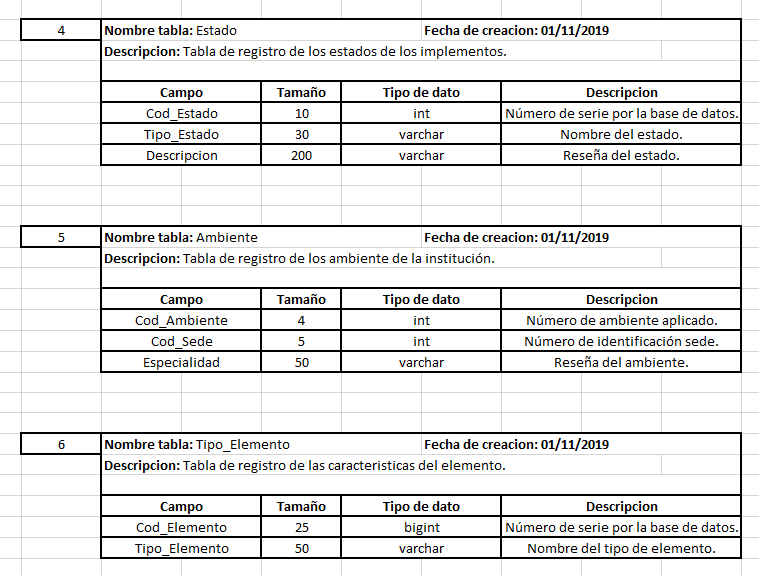 4 Nombre tabla: Estado Fecha de creacion: 01/11/2019
Descripcion: Tabla de registro de los estados de los implementos.
Campo Tamaño Tipo de dato Descripcion
Cod_Estado 10 int Número de serie por la base de datos.
Tipo_Estado 30 varchar Nombre del estado.
Descripcion 200 varchar Reseña del estado.
5 Nombre tabla: Ambiente Fecha de creacion: 01/11/2019
Descripcion: Tabla de registro de los ambiente de la institución.
Campo Tamaño Tipo de dato Descripcion
Cod_Ambiente 4 int Número de ambiente aplicado.
Cod_Sede 5 int Número de identificación sede.
Especialidad 50 varchar Reseña del ambiente.
6 Nombre tabla: Tipo_Elemento Fecha de creacion: 01/11/2019
Descripcion: Tabla de registro de las caracteristicas del elemento.
Campo Tamaño Tipo de dato Descripcion
Cod_Elemento 25 bigint Número de serie por la base de datos.
Tipo_Elemento 50 varchar Nombre del tipo de elemento.